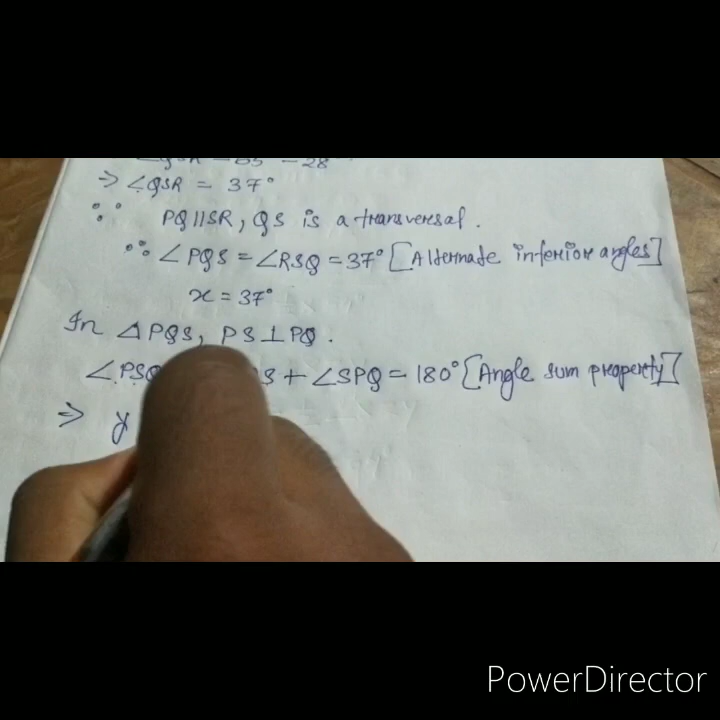 ⇒ ∠QSR = 37°
∵ PQ||SR, QS is a transversal.
∴ ∠PQS = ∠RSQ = 37° [Alternate interior angles]
x = 37°
In △PQS, PS⊥PQ.
∠PSQ S + ∠SPQ = 180° [Angle sum property]
⇒ y
PowerDirector